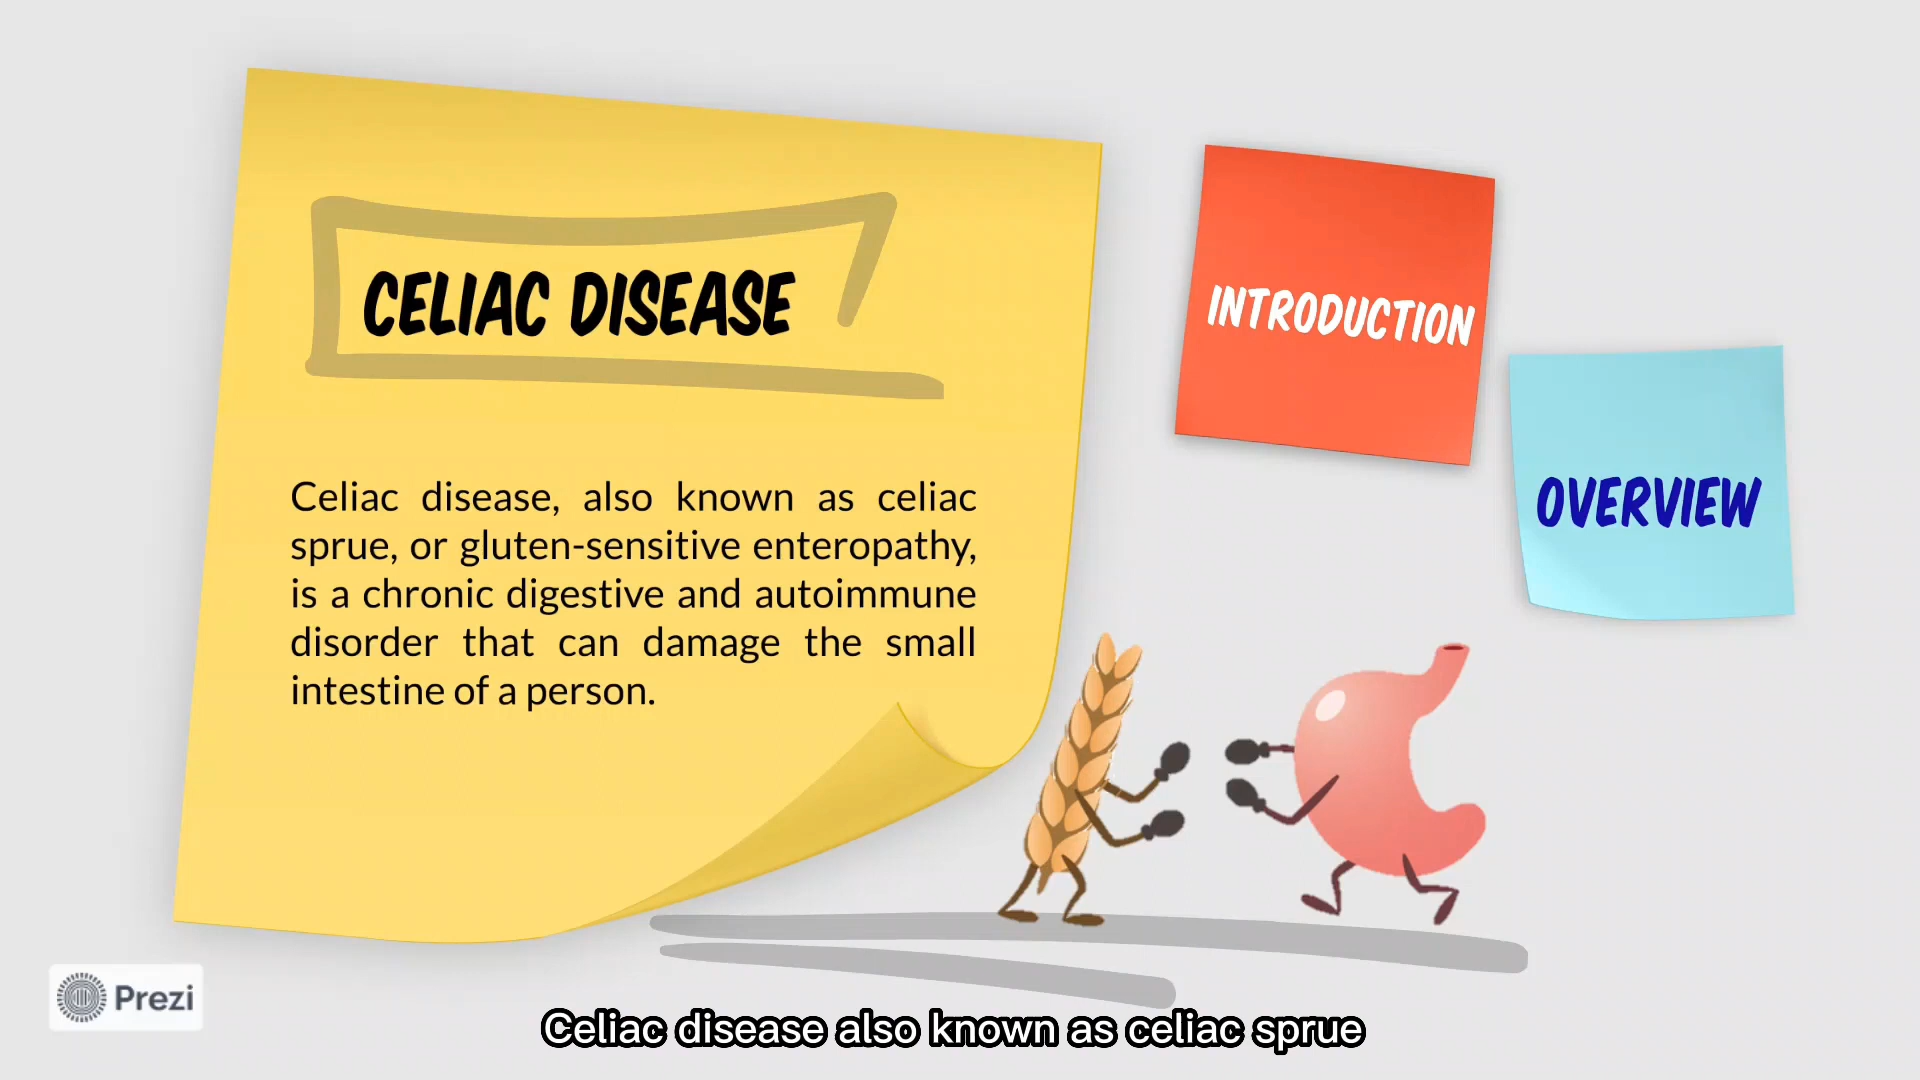 CELIAC DISEASE
Celiac disease, also known as celiac
sprue, or gluten-sensitive enteropathy,
is a chronic digestive and autoimmune
disorder that can damage the small
intestine of a person.
INTRODUCTION
OVERVIEW
Prezi
Celiac disease also known as celiac sprue